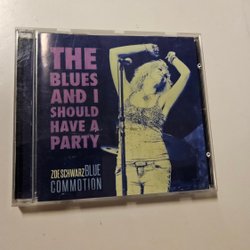 THE
BLUES
AND I
SHOULD
HAVE A
PARTY
ZOE SCHWARZ BLUE
COMMOTION